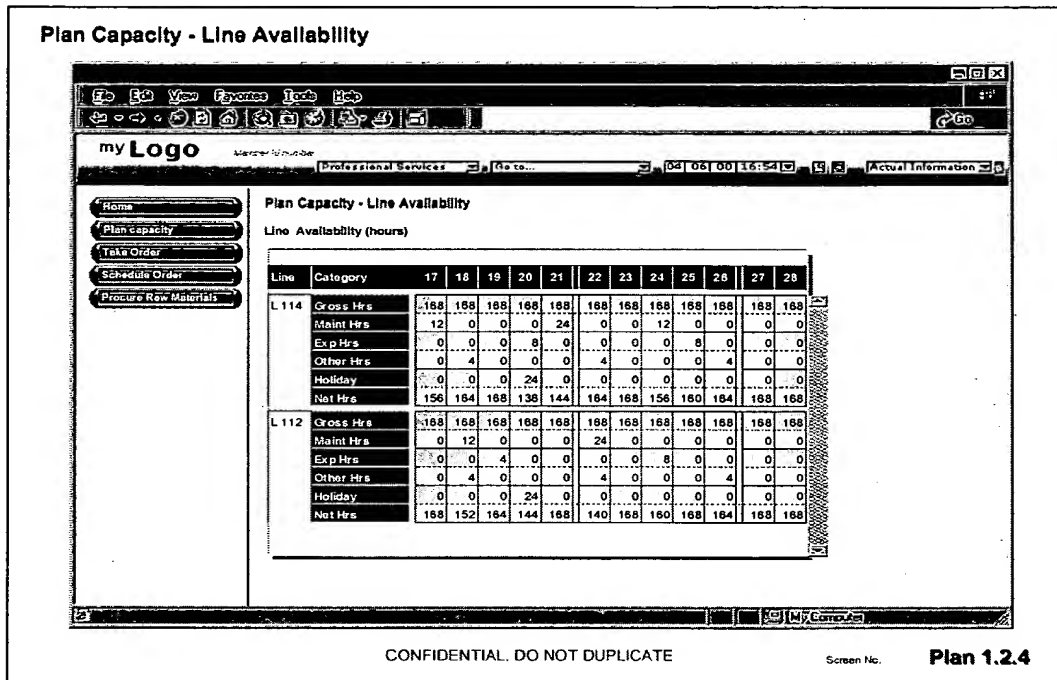 Plan Capacity - Line Availability
File Edit View Favorites Tools Help
Go
my Logo
Professional Services Go to... 04 06 00 16:54 Actual Information
Home
Plan capacity
Take Order
Schedule Order
Procure Raw Materials
Plan Capacity - Line Availability
Line Availability (hours)
Line Category 17 18 19 20 21 22 23 24 25 26 27 28
L 114 Gross Hrs 168 168 168 168 168 168 168 168 168 168 168 168
Maint Hrs 12 0 0 0 24 0 0 12 0 0 0 0
Exp Hrs 0 0 0 8 0 0 0 0 8 0 0 0
Other Hrs 0 4 0 0 0 4 0 0 0 4 0 0
Holiday 0 0 0 24 0 0 0 0 0 0 0 0
Net Hrs 156 164 168 138 144 164 168 156 160 164 168 168
L 112 Gross Hrs 168 168 168 168 168 168 168 168 168 168 168 168
Maint Hrs 0 12 0 0 0 24 0 0 0 0 0 0
Exp Hrs 0 0 4 0 0 0 0 8 0 0 0 0
Other Hrs 0 4 0 0 0 4 0 0 0 4 0 0
Holiday 0 0 0 24 0 0 0 0 0 0 0 0
Net Hrs 168 152 164 144 168 140 168 160 168 164 168 168
My Computer
CONFIDENTIAL. DO NOT DUPLICATE
Screen No. Plan 1.2.4